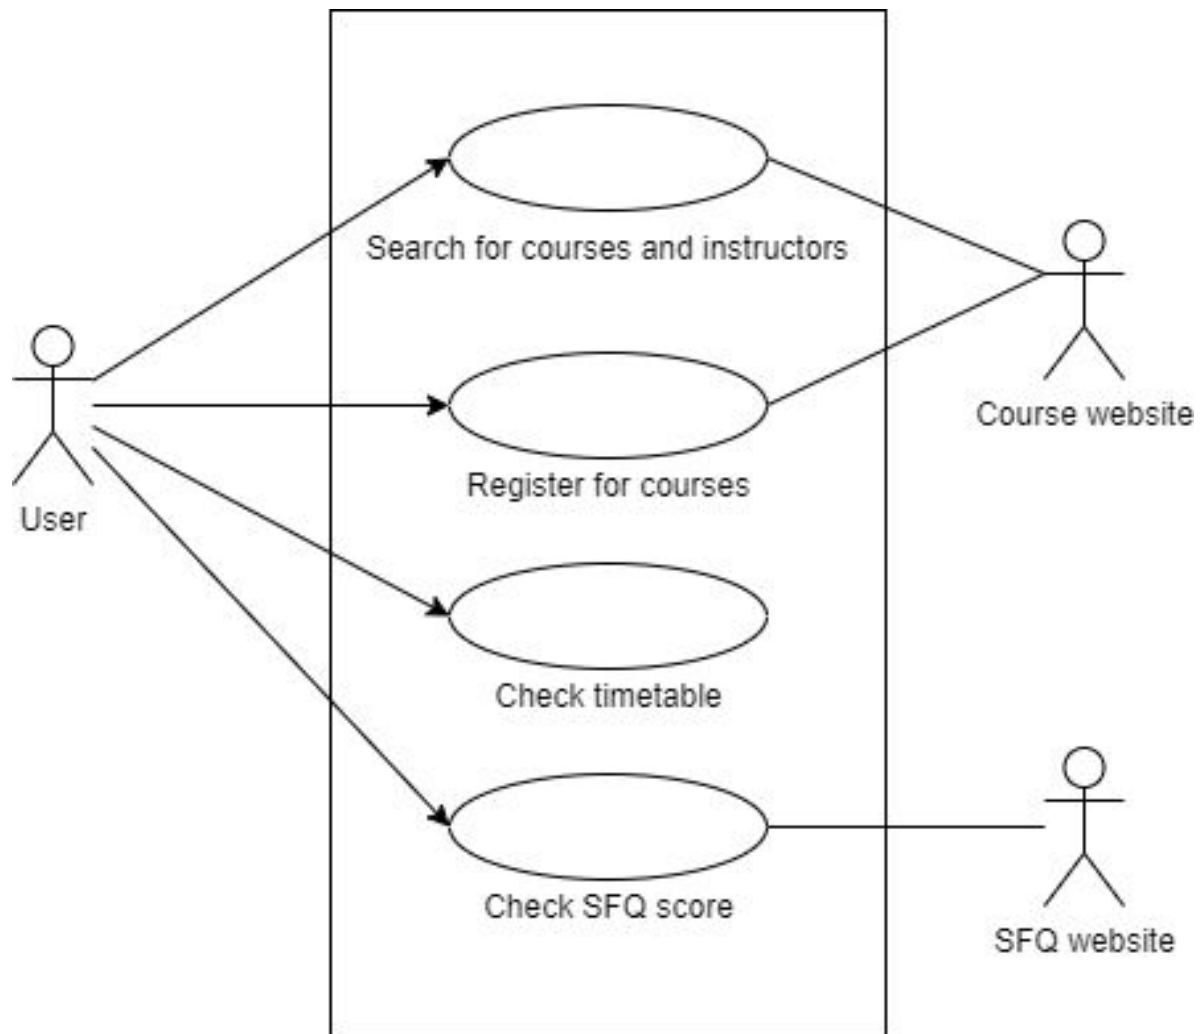 Search for courses and instructors
Course website
Register for courses
User
Check timetable
Check SFQ score
SFQ website